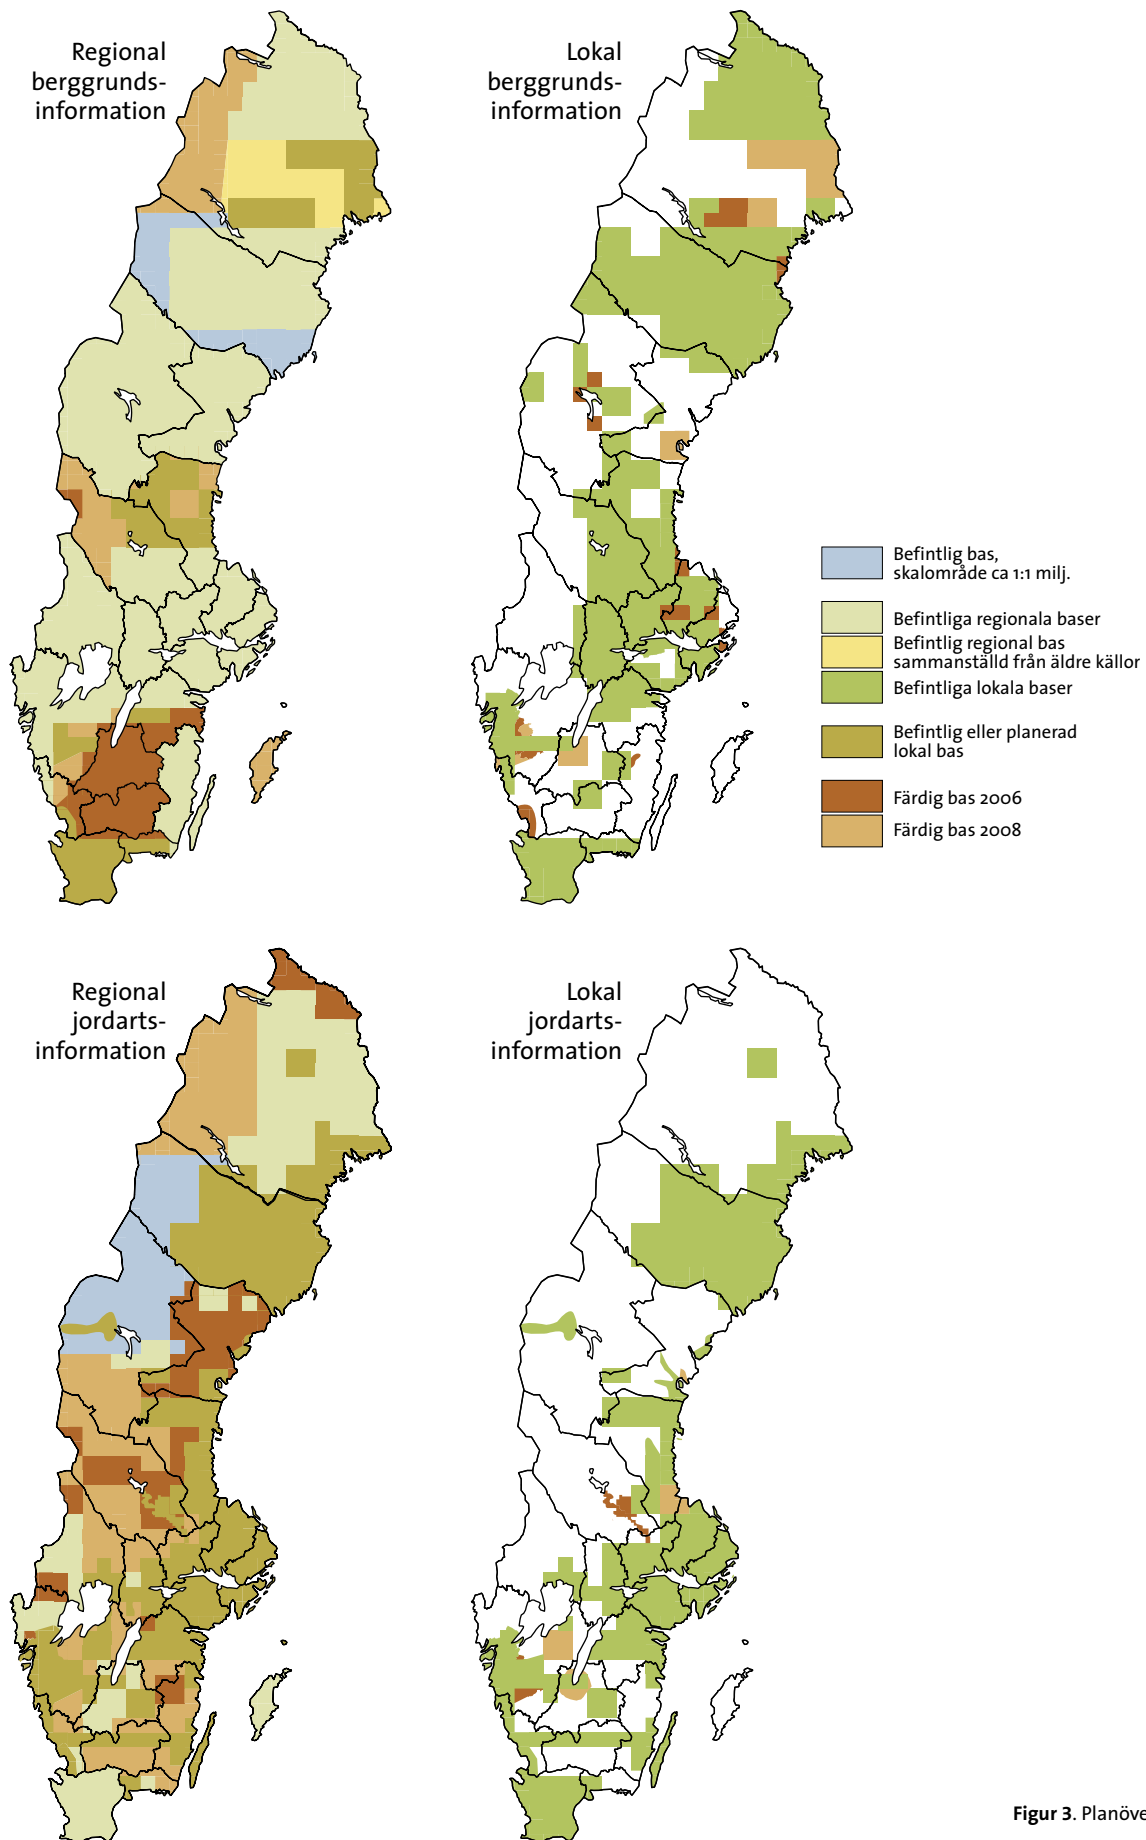 Regional
berggrunds-
information
Lokal
berggrunds-
information
Befintlig bas,
skalområde ca 1:1 milj.
Befintliga regionala baser
Befintlig regional bas
sammanställd från äldre källor
Befintliga lokala baser
Befintlig eller planerad
lokal bas
Färdig bas 2006
Färdig bas 2008
Regional
jordarts-
information
Lokal
jordarts-
information
Figur 3. Planöve